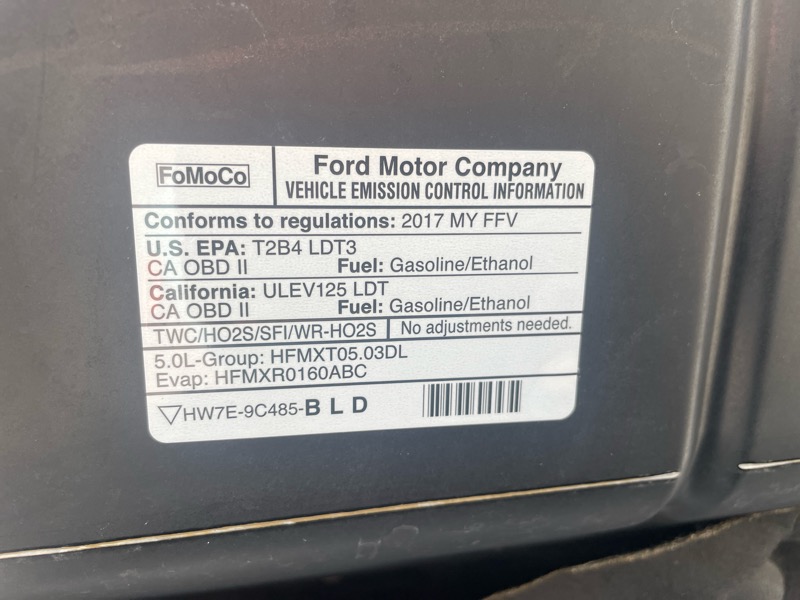 FoMoCo
Ford Motor Company
VEHICLE EMISSION CONTROL INFORMATION
Conforms to regulations: 2017 MY FFV
U.S. EPA: T2B4 LDT3
CA OBD II Fuel: Gasoline/Ethanol
California: ULEV125 LDT
CA OBD II Fuel: Gasoline/Ethanol
TWC/HO2S/SFI/WR-HO2S No adjustments needed.
5.0L-Group: HFMXT05.03DL
Evap: HFMXR0160ABC
▽HW7E-9C485-B L D